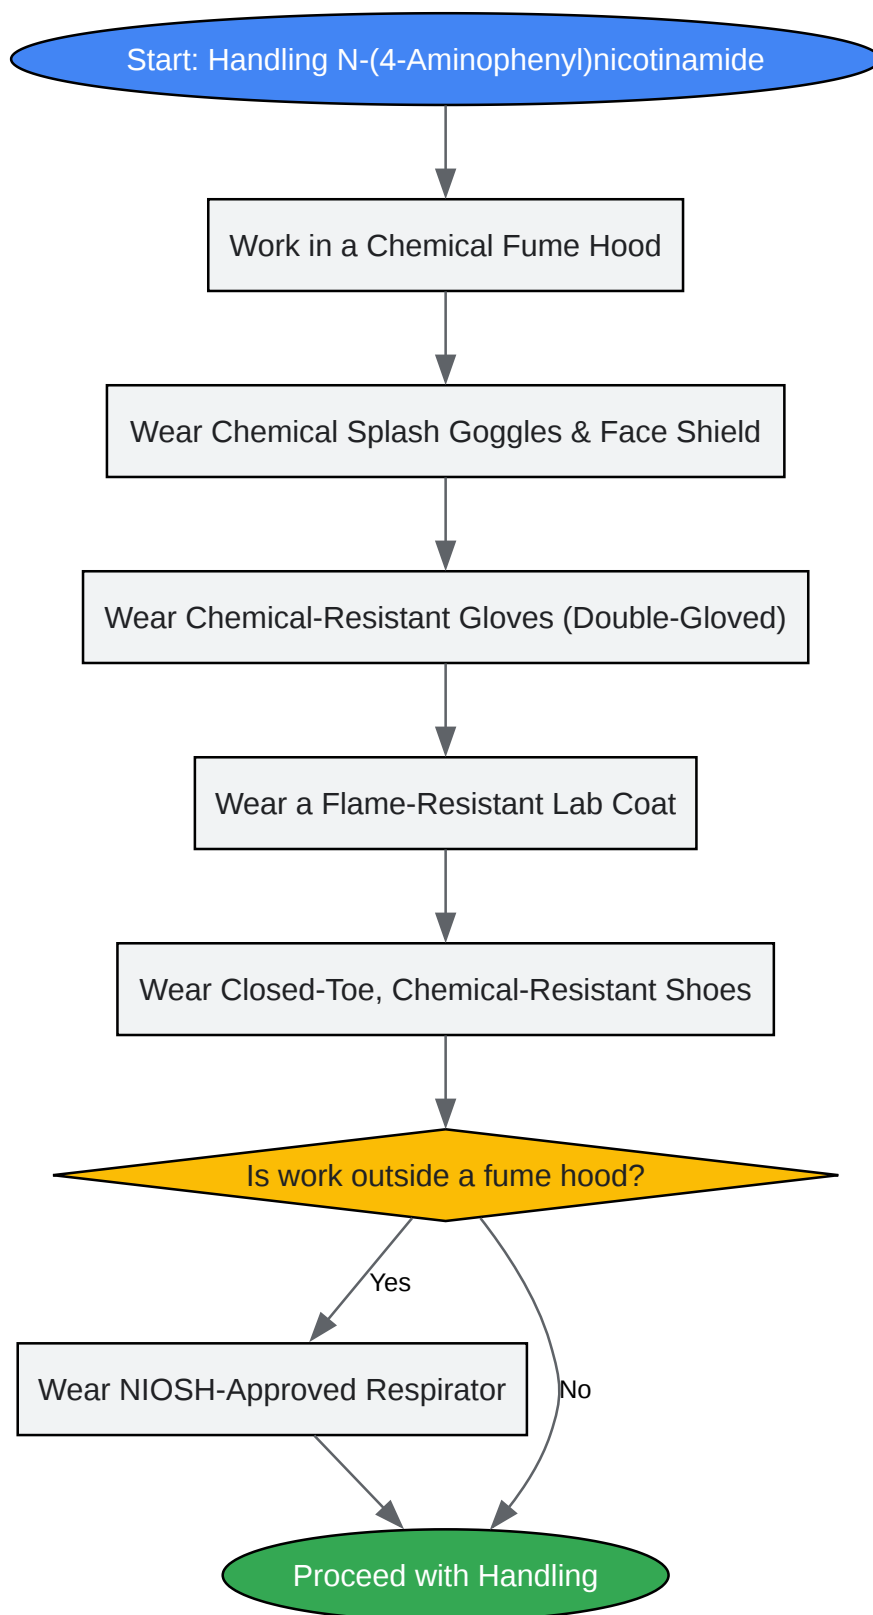 Start: Handling N-(4-Aminophenyl)nicotinamide
Work in a Chemical Fume Hood
Wear Chemical Splash Goggles & Face Shield
Wear Chemical-Resistant Gloves (Double-Gloved)
Wear a Flame-Resistant Lab Coat
Wear Closed-Toe, Chemical-Resistant Shoes
Is work outside a fume hood?
Yes
Wear NIOSH-Approved Respirator
No
Proceed with Handling